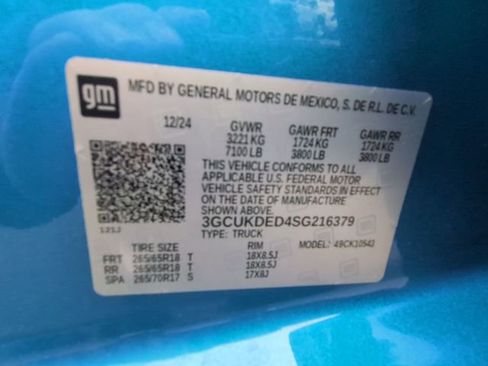 gm
MFD BY GENERAL MOTORS DE MEXICO, S. DE R.L. DE C.V.
12/24 GVWR GAWR FRT GAWR RR
3221 KG 1724 KG 1724 KG
7100 LB 3800 LB 3800 LB
THIS VEHICLE CONFORMS TO ALL
APPLICABLE U.S. FEDERAL MOTOR
VEHICLE SAFETY STANDARDS IN EFFECT
ON THE DATE OF MANUFACTURE
SHOWN ABOVE.
3GCUKDED4SG216379
121J TYPE: TRUCK MODEL: 49CK10543
TIRE SIZE RIM
FRT 265/65R18 T 18X8.5J
RR 265/65R18 T 18X8.5J
SPA 265/70R17 S 17X8J